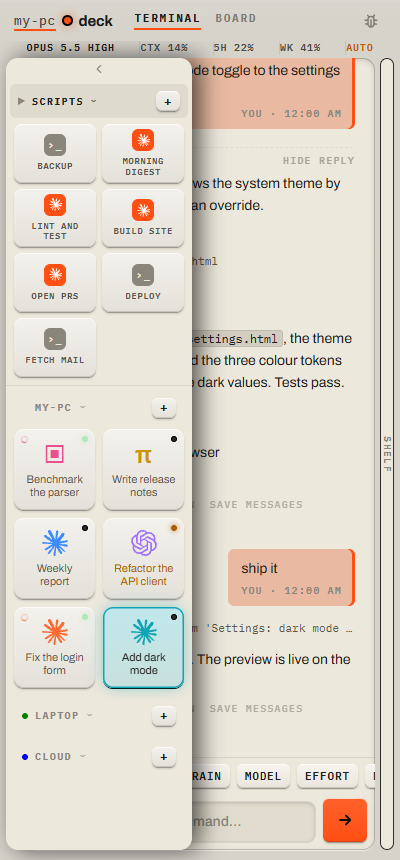 my-pc deck TERMINAL BOARD
OPUS 5.5 HIGH CTX 14% 5H 22% WK 41% AUTO
SCRIPTS
+
BACKUP
MORNING
DIGEST
LINT AND
TEST
BUILD SITE
OPEN PRS
DEPLOY
FETCH MAIL
MY-PC
+
Benchmark
the parser
Write release
notes
Weekly
report
Refactor the
API client
Fix the login
form
Add dark
mode
LAPTOP
+
CLOUD
+
toggle to the settings
YOU · 12:00 AM
HIDE REPLY
the system theme by
an override.
html
settings.html , the theme
the three colour tokens
dark values. Tests pass.
SAVE MESSAGES
ship it
YOU · 12:00 AM
'Settings: dark mode …
. The preview is live on the
SAVE MESSAGES
MODEL EFFORT
SHELF